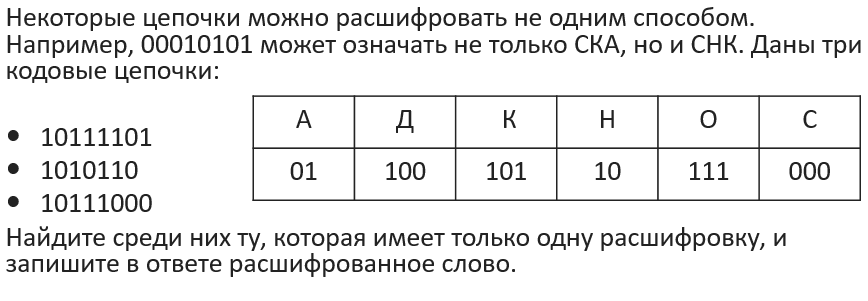 Некоторые цепочки можно расшифровать не одним способом.
Например, 00010101 может означать не только СКА, но и СНК. Даны три
кодовые цепочки:
• 10111101
• 1010110
• 10111000
А Д К Н О С
01 100 101 10 111 000
Найдите среди них ту, которая имеет только одну расшифровку, и
запишите в ответе расшифрованное слово.